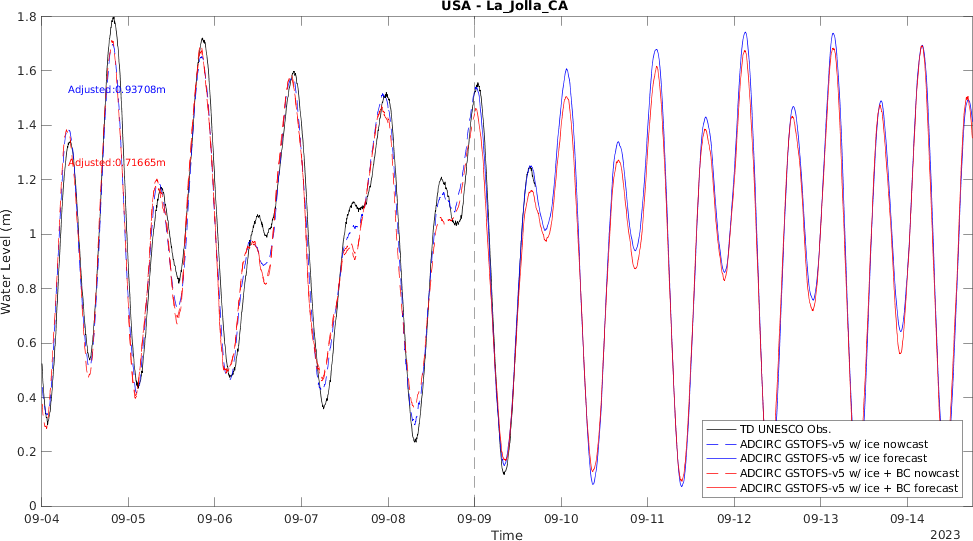 USA - La_Jolla_CA
1.8
1.6
1.4
1.2
1
0.8
0.6
0.4
0.2
0
Water Level (m)
Adjusted:0.93708m
Adjusted:0.71665m
TD UNESCO Obs.
ADCIRC GSTOFS-v5 w/ ice nowcast
ADCIRC GSTOFS-v5 w/ ice forecast
ADCIRC GSTOFS-v5 w/ ice + BC nowcast
ADCIRC GSTOFS-v5 w/ ice + BC forecast
09-04 09-05 09-06 09-07 09-08 09-09 09-10 09-11 09-12 09-13 09-14
Time
2023